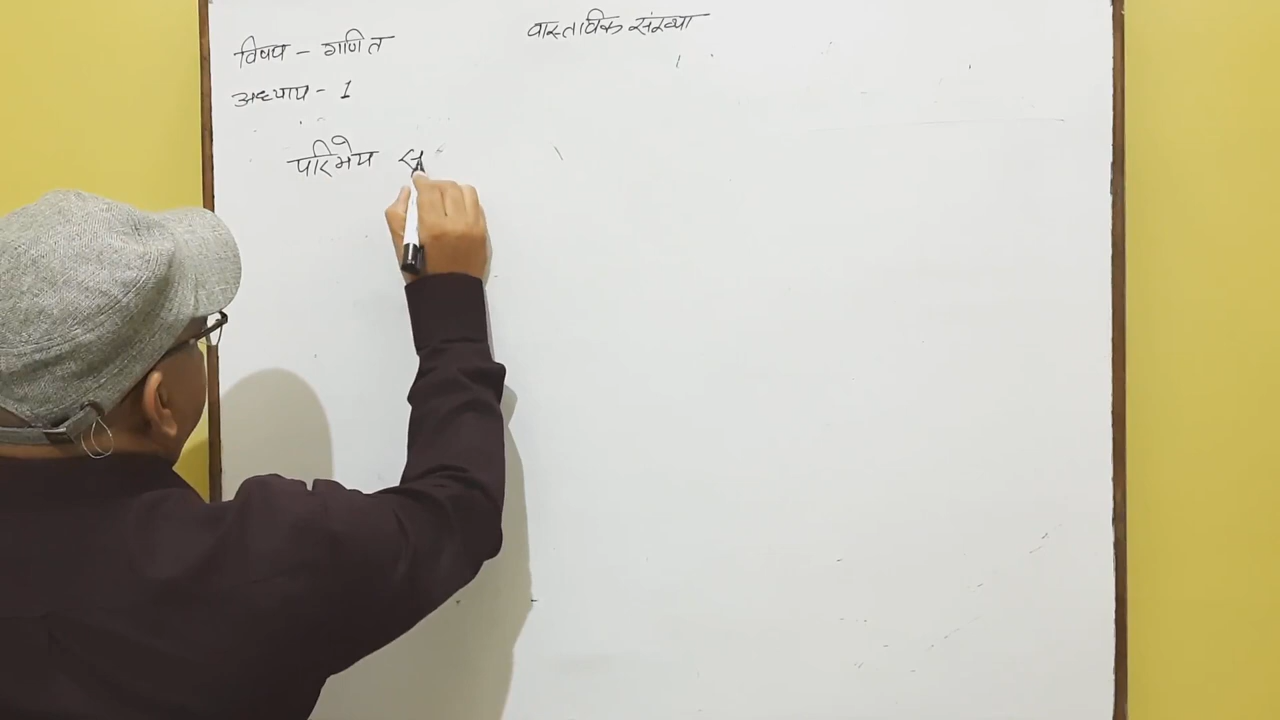 विषय - गणित
वास्तविक संख्या
अध्याय - 1
परिमेय